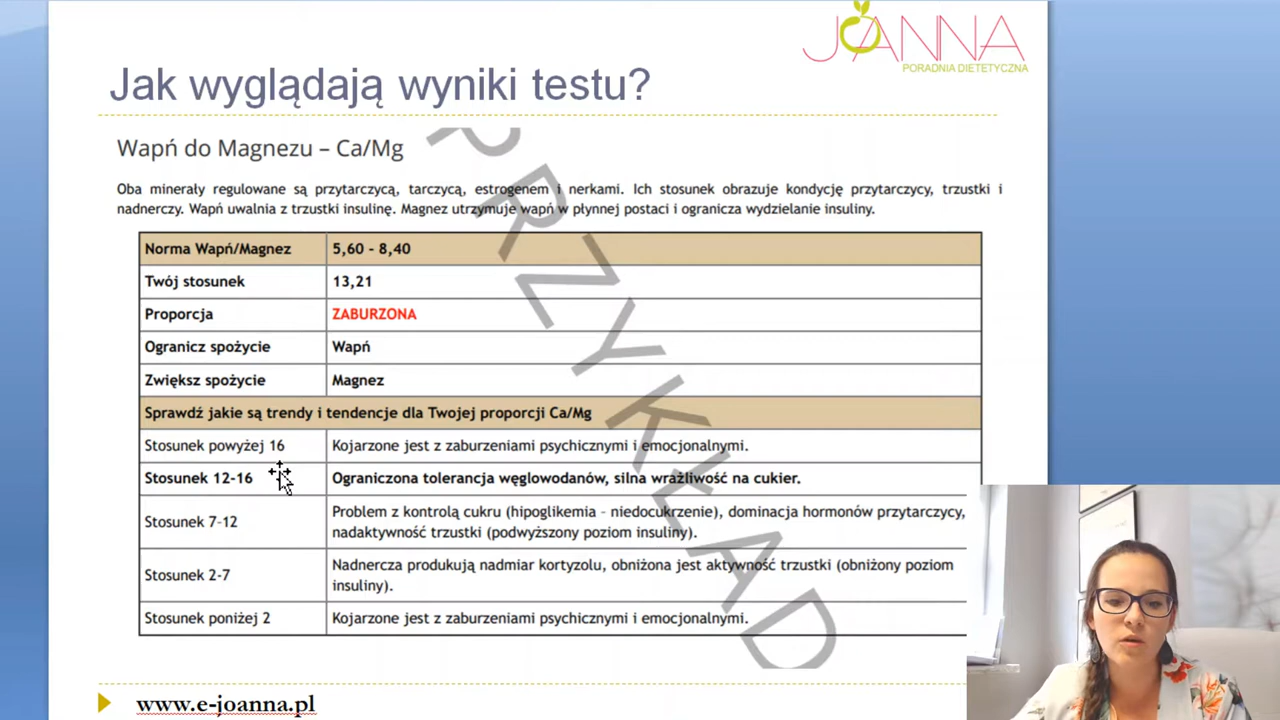 JOANNA
PORADNIA DIETETYCZNA
Jak wyglądają wyniki testu?
Wapń do Magnezu – Ca/Mg
Oba minerały regulowane są przytarczycą, tarczycą, estrogenem i nerkami. Ich stosunek obrazuje kondycję przytarczycy, trzustki i
nadnerczy. Wapń uwalnia z trzustki insulinę. Magnez utrzymuje wapń w płynnej postaci i ogranicza wydzielanie insuliny.
Norma Wapń/Magnez 5,60 - 8,40
Twój stosunek 13,21
Proporcja ZABURZONA
Ogranicz spożycie Wapń
Zwiększ spożycie Magnez
Sprawdź jakie są trendy i tendencje dla Twojej proporcji Ca/Mg
Stosunek powyżej 16 Kojarzone jest z zaburzeniami psychicznymi i emocjonalnymi.
Stosunek 12-16 Ograniczona tolerancja węglowodanów, silna wrażliwość na cukier.
Stosunek 7-12 Problem z kontrolą cukru (hipoglikemia - niedocukrzenie), dominacja hormonów przytarczycy,
nadaktywność trzustki (podwyższony poziom insuliny).
Stosunek 2-7 Nadnercza produkują nadmiar kortyzolu, obniżona jest aktywność trzustki (obniżony poziom
insuliny).
Stosunek poniżej 2 Kojarzone jest z zaburzeniami psychicznymi i emocjonalnymi.
PRZYKŁAD
www.e-joanna.pl